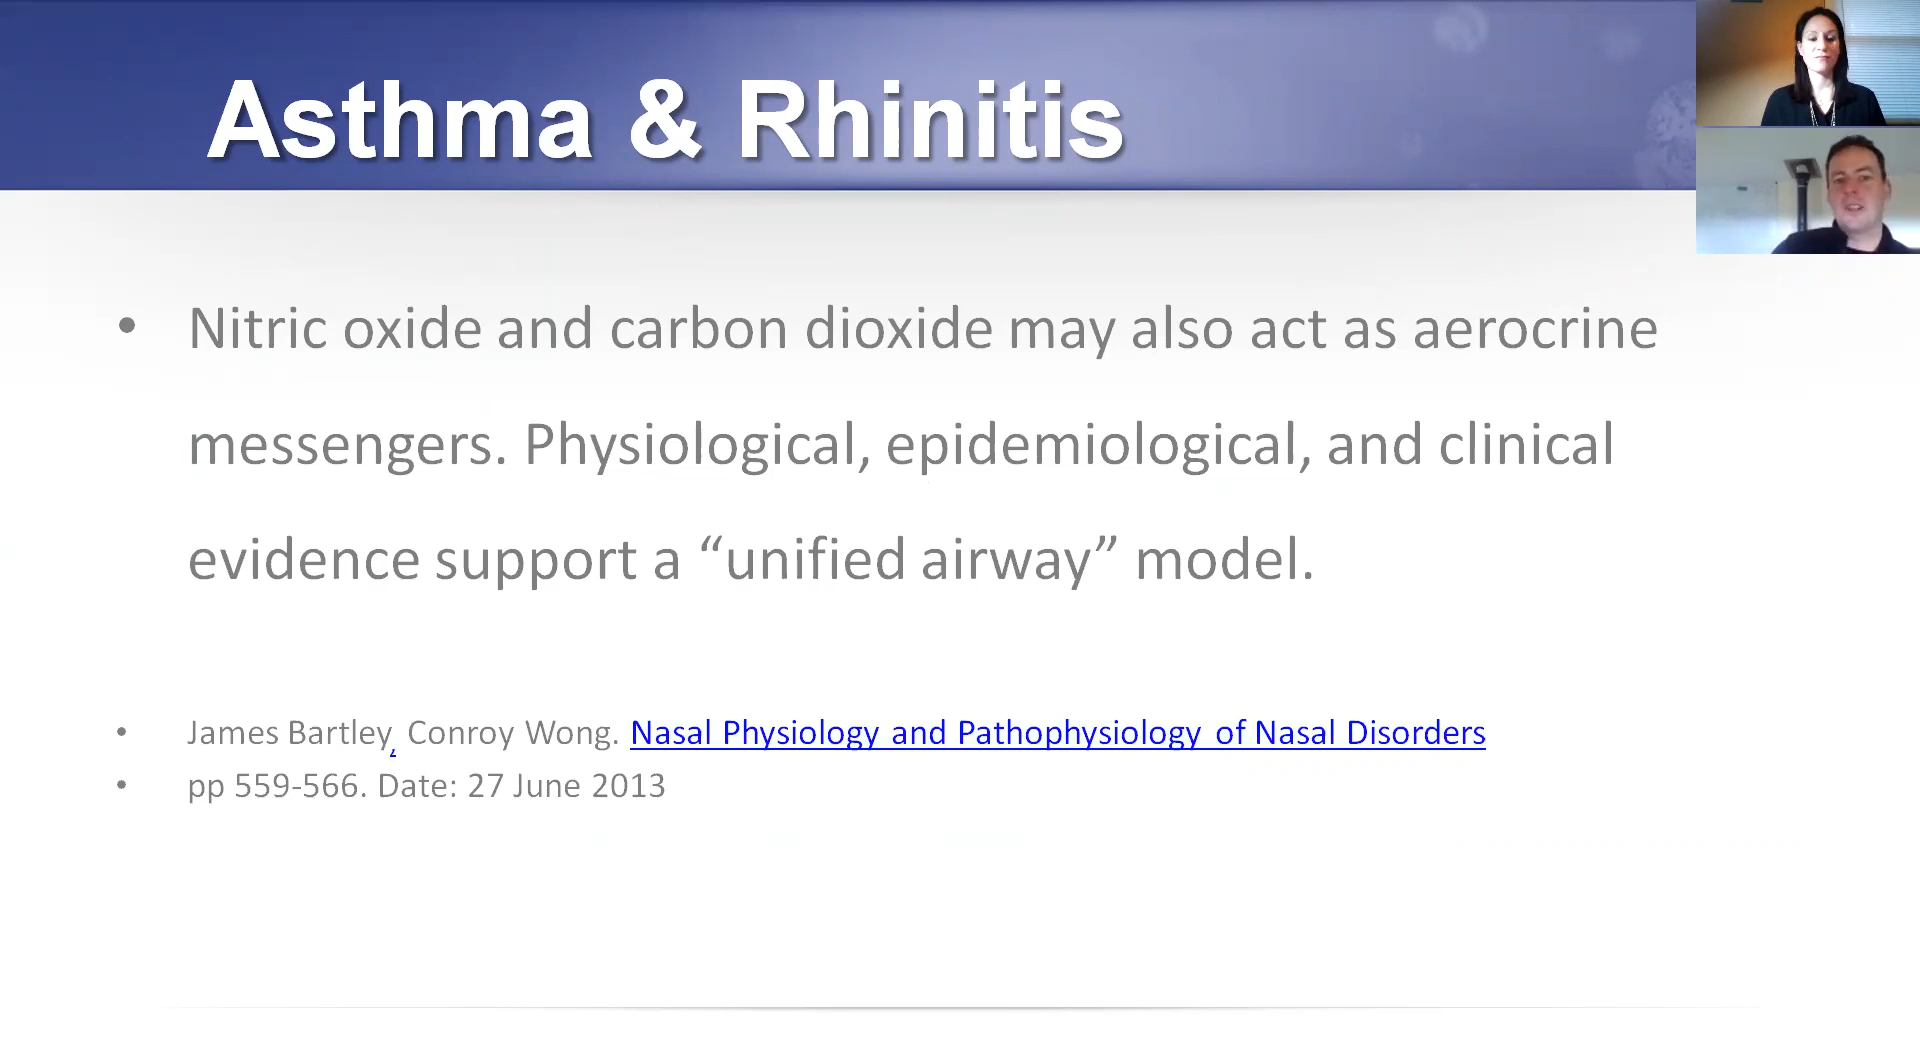 Asthma & Rhinitis
• Nitric oxide and carbon dioxide may also act as aerocrine
messengers. Physiological, epidemiological, and clinical
evidence support a “unified airway” model.
• James Bartley, Conroy Wong. Nasal Physiology and Pathophysiology of Nasal Disorders
• pp 559-566. Date: 27 June 2013